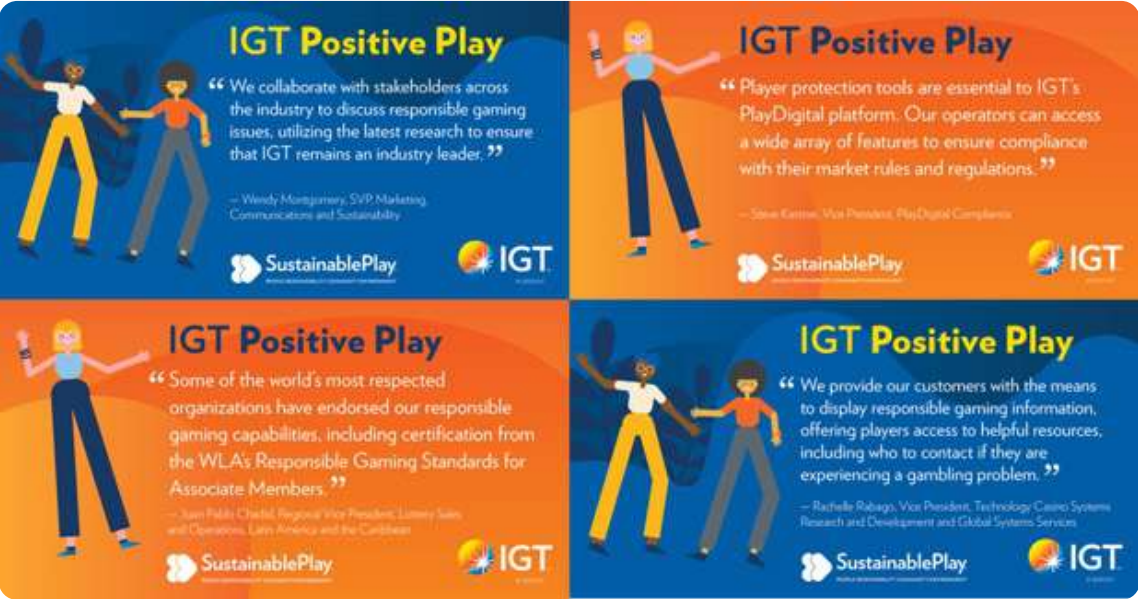 IGT Positive Play
“ We collaborate with stakeholders across
the industry to discuss responsible gaming
issues, utilizing the latest research to ensure
that IGT remains an industry leader. ”
— Wendy Montgomery, SVP, Marketing,
Communications and Sustainability
SustainablePlay
IGT
IGT Positive Play
“ Player protection tools are essential to IGT's
PlayDigital platform. Our operators can access
a wide array of features to ensure compliance
with their market rules and regulations. ”
— Steve Vice President, PlayDigital Compliance
SustainablePlay
IGT
IGT Positive Play
“ Some of the world's most respected
organizations have endorsed our responsible
gaming capabilities, including certification from
the WLA's Responsible Gaming Standards for
Associate Members. ”
— Juan Pablo Regional Vice President, Lottery Sales
and Operations, Latin America and the Caribbean
SustainablePlay
IGT
IGT Positive Play
“ We provide our customers with the means
to display responsible gaming information,
offering players access to helpful resources,
including who to contact if they are
experiencing a gambling problem. ”
— Rachelle Rabago, Vice President, Technology Casino Systems
Research and Development and Global Systems Services
SustainablePlay
IGT